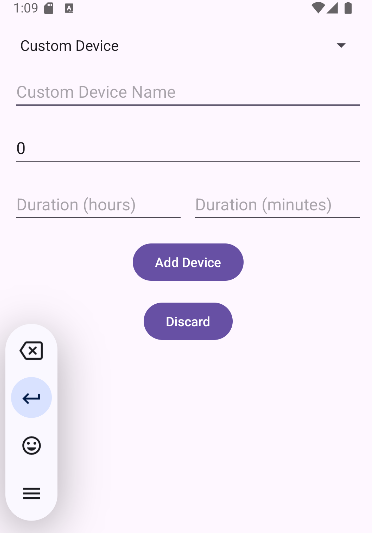 1:09
Custom Device
Custom Device Name
0
Duration (hours) Duration (minutes)
Add Device
Discard